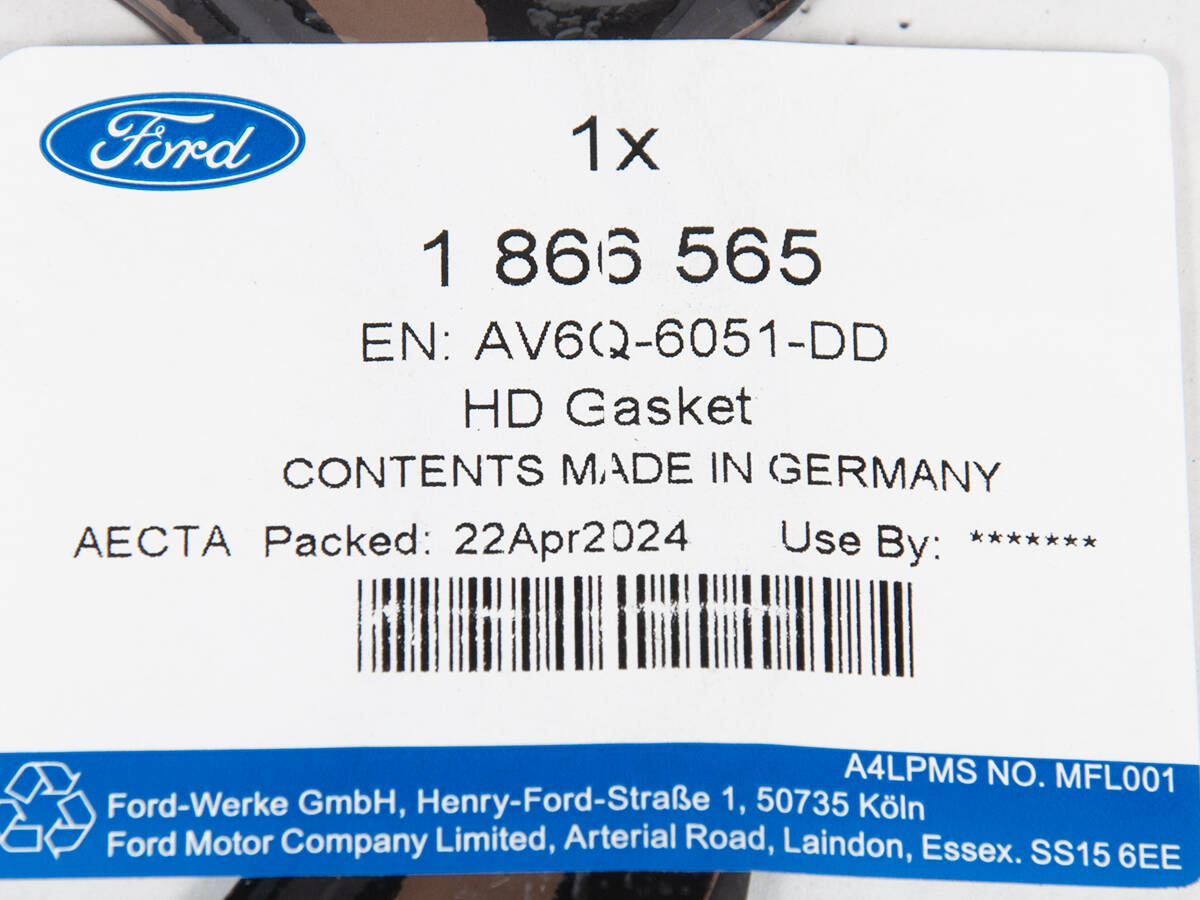 Ford
1x
1 866 565
EN: AV6Q-6051-DD
HD Gasket
CONTENTS MADE IN GERMANY
AECTA Packed: 22Apr2024 Use By: *******
A4LPMS NO. MFL001
Ford-Werke GmbH, Henry-Ford-Straße 1, 50735 Köln
Ford Motor Company Limited, Arterial Road, Laindon, Essex. SS15 6EE